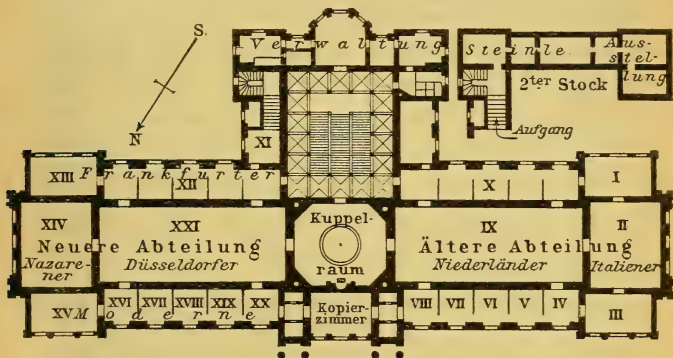 S.
N
Verwaltung
Steinle
Aus-
stel-
lung
2ter Stock
Aufgang
XI
XIII Frankfurter
XII
X
I
XIV
XXI
Kuppel-
raum
IX
II
Neuere Abteilung
Ältere Abteilung
Nazare-
ner
Düsseldorfer
Niederländer
Italiener
XV Moderne
XVI XVII XVIII XIX XX
Kopier-
zimmer
VIII VII VI V IV
III